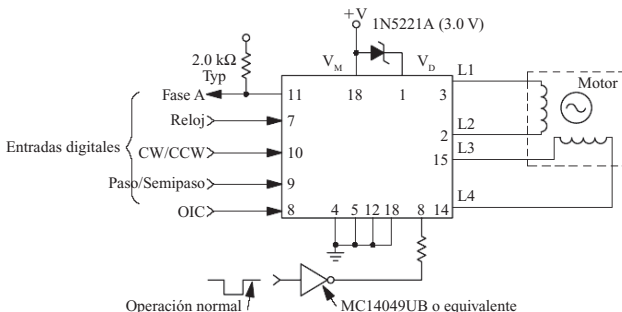 +V
1N5221A (3.0 V)
2.0 kΩ
Typ
V_M
V_D
L1
Motor
Fase A
11
18
1
3
Reloj
7
L2
2
Entradas digitales
CW/CCW
10
L3
15
Paso/Semipaso
9
L4
OIC
8
4
5
12
18
8
14
Operación normal
MC14049UB o equivalente